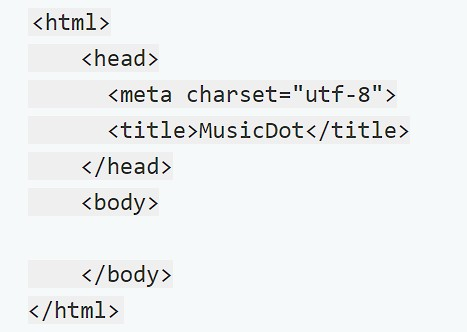 <html>
    <head>
      <meta charset="utf-8">
      <title>MusicDot</title>
    </head>
    <body>

    </body>
</html>